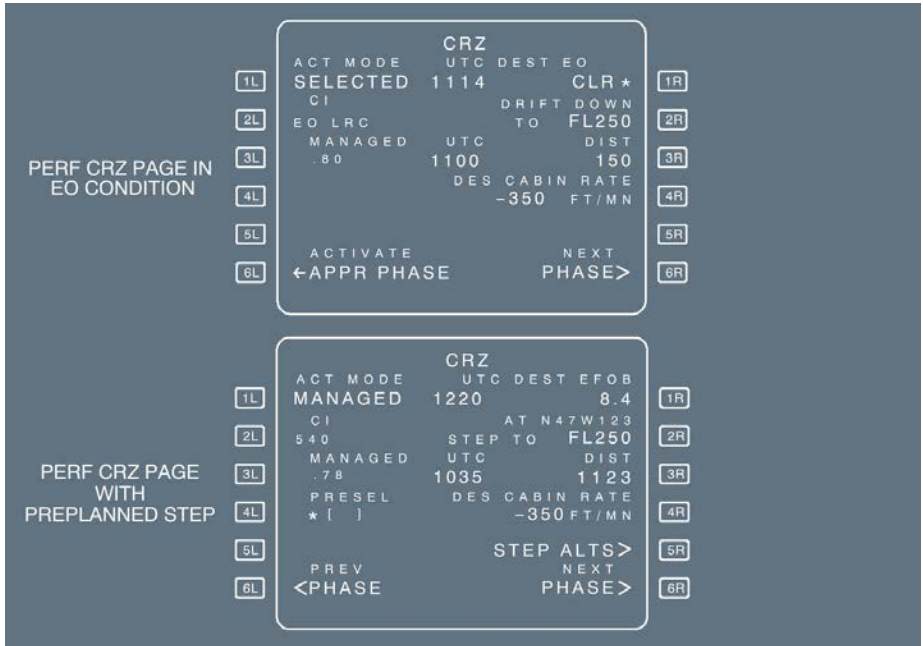 CRZ
ACT MODE UTC DEST EO
1L SELECTED 1114 CLR * 1R
CI DRIFT DOWN
2L EO LRC TO FL250 2R
MANAGED UTC DIST
3L .80 1100 150 3R
PERF CRZ PAGE IN
EO CONDITION
DES CABIN RATE
4L -350 FT/MN 4R
5L 5R
ACTIVATE NEXT
6L ←APPR PHASE PHASE> 6R
CRZ
ACT MODE UTC DEST EFOB
1L MANAGED 1220 8.4 1R
CI AT N47W123
2L 540 STEP TO FL250 2R
MANAGED UTC DIST
3L .78 1035 1123 3R
PERF CRZ PAGE
WITH
PREPLANNED STEP
PRESEL DES CABIN RATE
4L *[ ] -350 FT/MN 4R
5L STEP ALTS> 5R
PREV NEXT
6L <PHASE PHASE> 6R